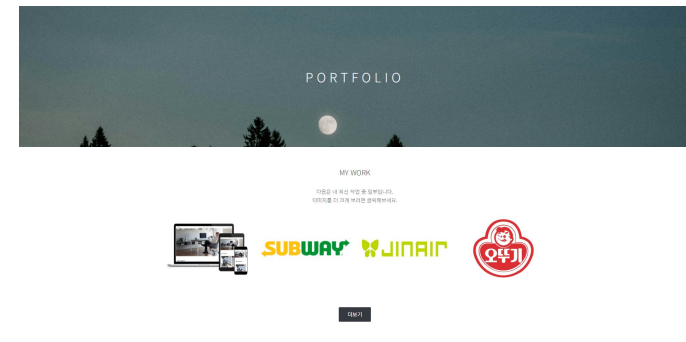 PORTFOLIO
MY WORK
다음은 내 최신 작업 중 일부입니다.
이미지를 더 크게 보려면 클릭해보세요.
SUBWAY
JINAIR
오뚜기
더보기